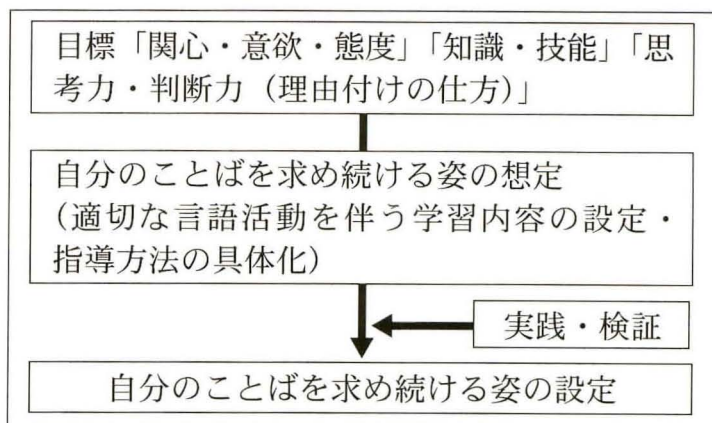 目標「関心・意欲・態度」「知識・技能」「思
考力・判断力（理由付けの仕方）」
自分のことばを求め続ける姿の想定
(適切な言語活動を伴う学習内容の設定・
指導方法の具体化)
実践・検証
自分のことばを求め続ける姿の設定